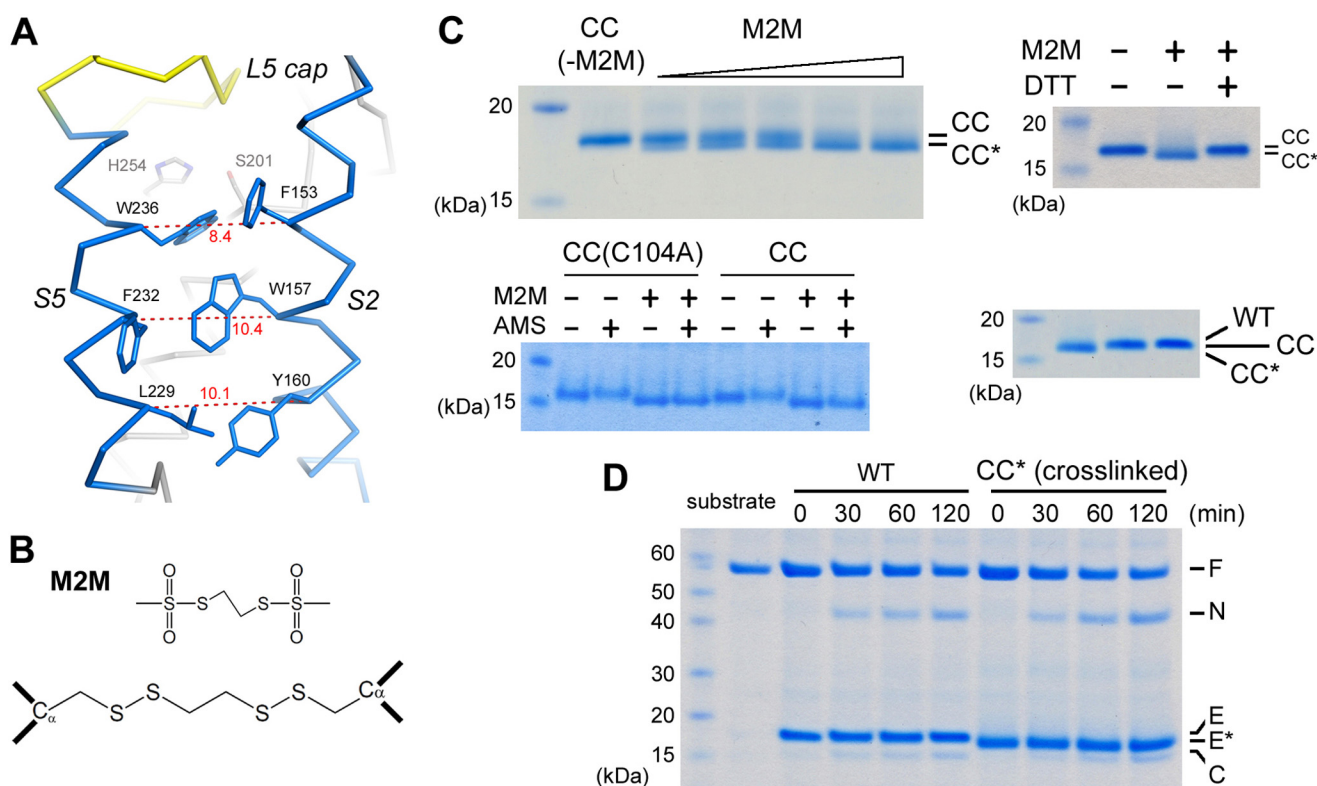 A
L5 cap
H254
S201
W236
F153
8.4
S5
F232
W157
S2
10.4
L229
10.1
Y160
B
M2M
O O
S S S S
O O
Cα S S S S Cα
C
CC
(-M2M)
M2M
20
15
(kDa)
CC
CC*
M2M − + +
DTT − − +
20
15
(kDa)
CC
CC*
CC(C104A) CC
M2M − − + + − − + +
AMS − + − + − + − +
20
(kDa) 15
20
15
(kDa)
WT
CC
CC*
D
WT CC* (crosslinked)
substrate 0 30 60 120 0 30 60 120 (min)
60
50
40
30
20
15
(kDa)
F
N
E
E*
C